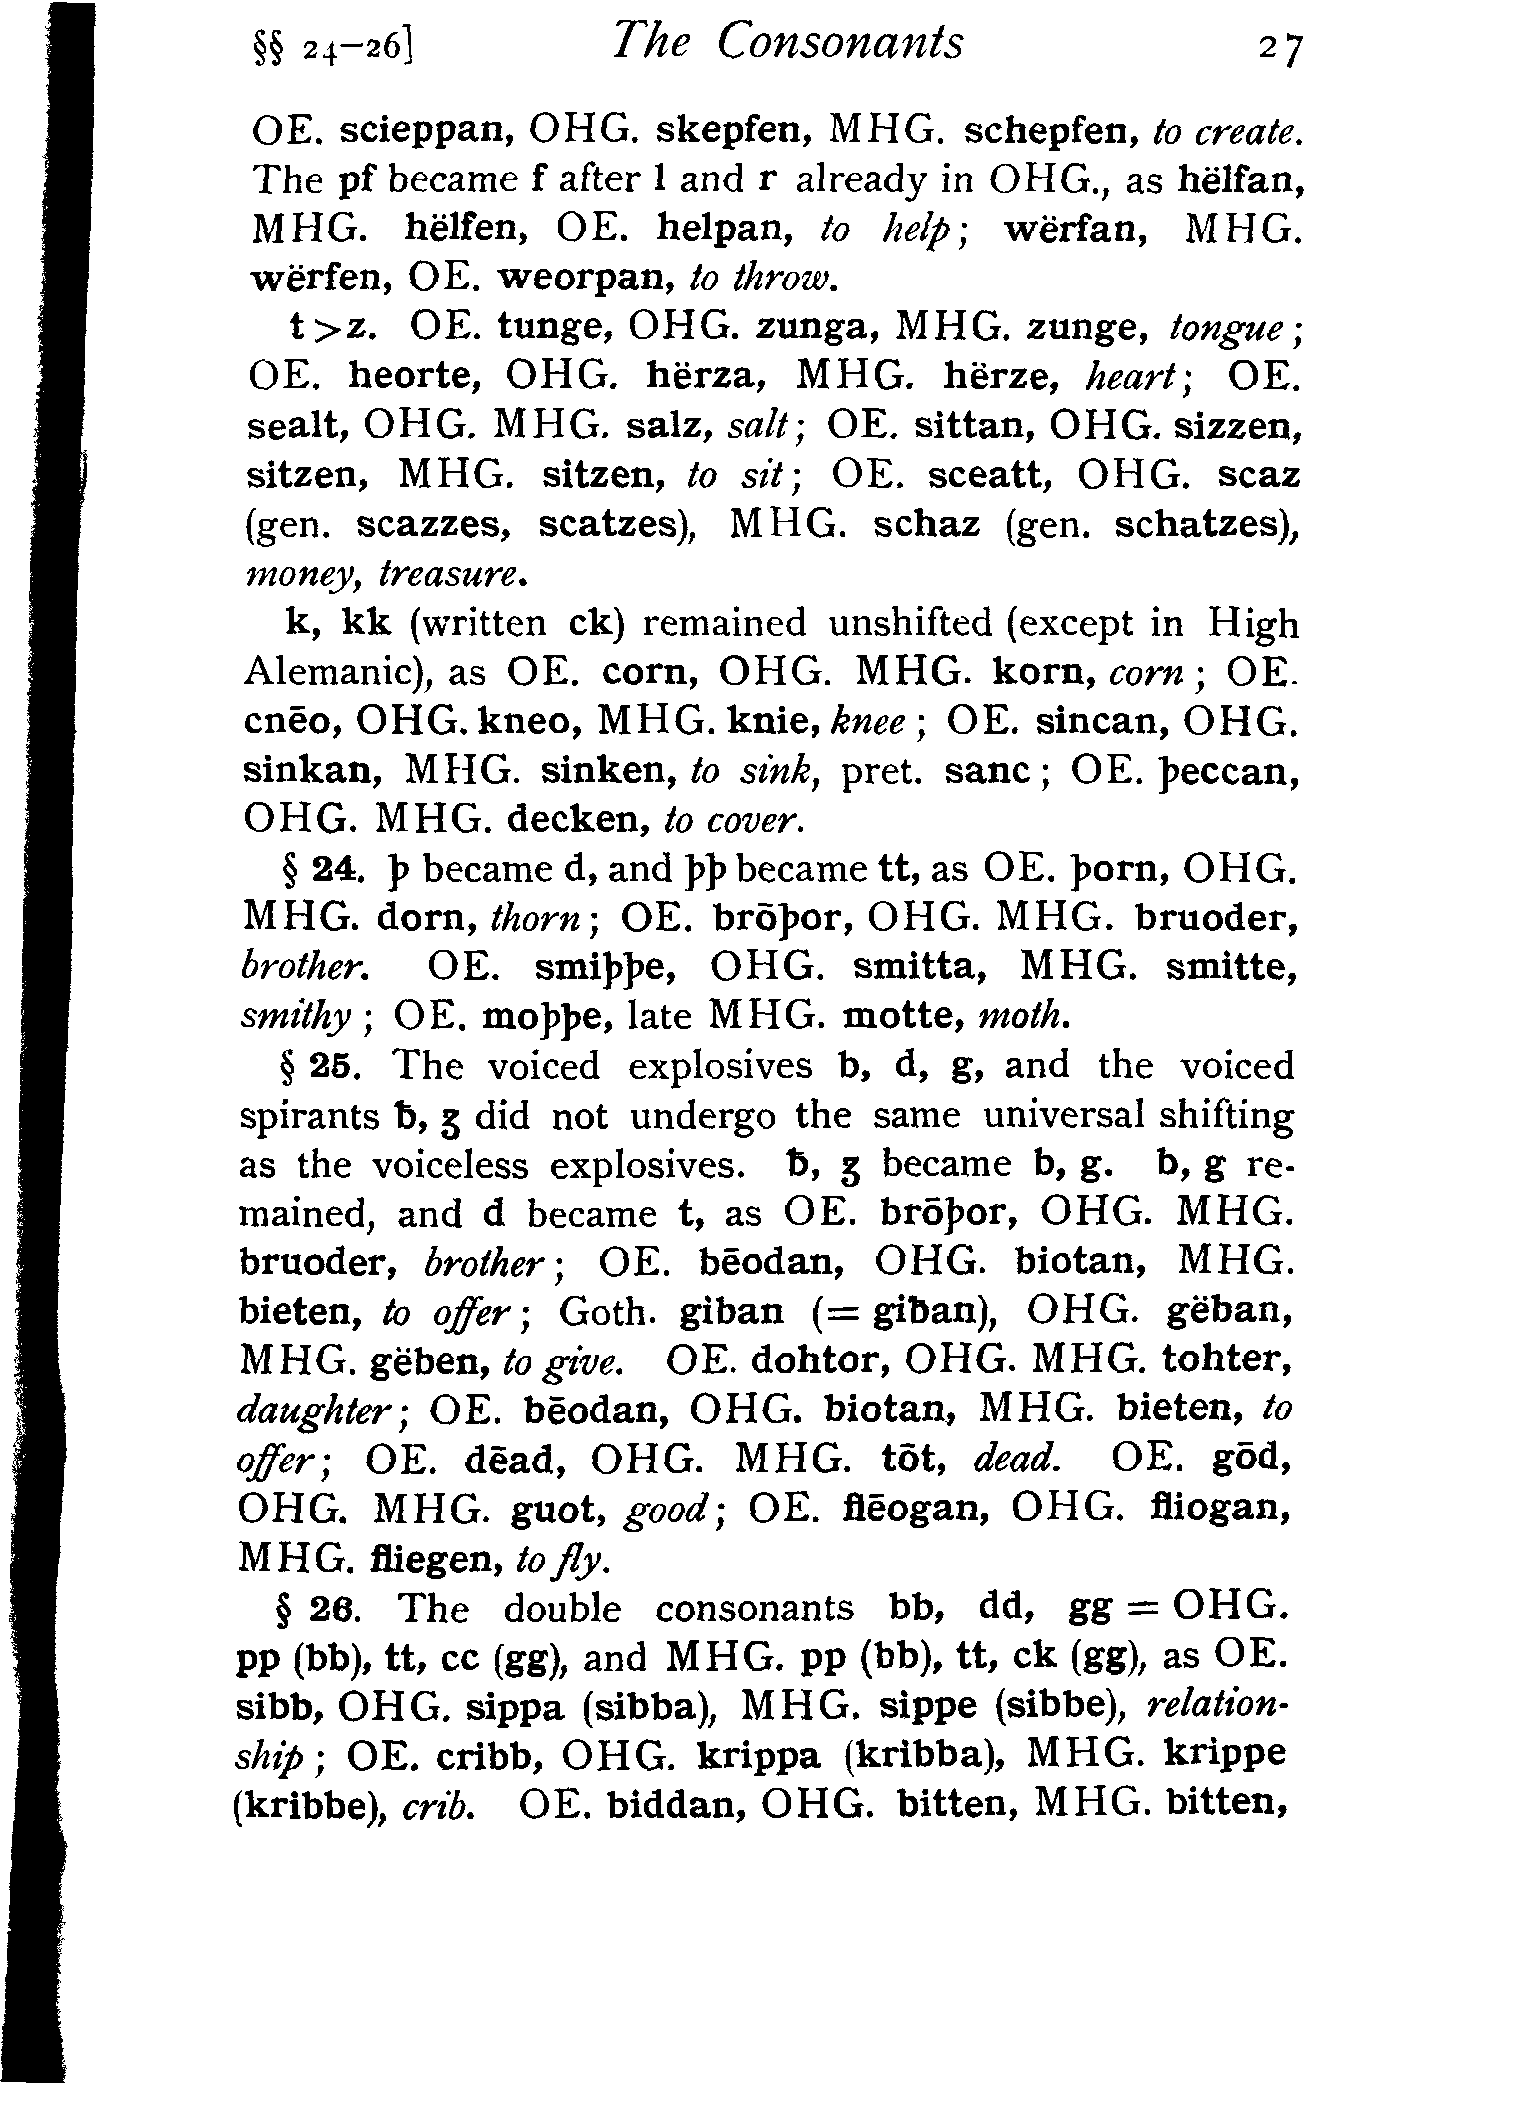 §§ 24–26] The Consonants 27
OE. scieppan, OHG. skepfen, MHG. schepfen, to create.
The pf became f after l and r already in OHG., as hëlfan,
MHG. hëlfen, OE. helpan, to help; wërfan, MHG.
wërfen, OE. weorpan, to throw.
t>z. OE. tunge, OHG. zunga, MHG. zunge, tongue;
OE. heorte, OHG. hërza, MHG. hërze, heart; OE.
sealt, OHG. MHG. salz, salt; OE. sittan, OHG. sizzen,
sitzen, MHG. sitzen, to sit; OE. sceatt, OHG. scaz
(gen. scazzes, scatzes), MHG. schaz (gen. schatzes),
money, treasure.
k, kk (written ck) remained unshifted (except in High
Alemanic), as OE. corn, OHG. MHG. korn, corn; OE.
cnēo, OHG. kneo, MHG. knie, knee; OE. sincan, OHG.
sinkan, MHG. sinken, to sink, pret. sanc; OE. þeccan,
OHG. MHG. decken, to cover.
§ 24. þ became d, and þþ became tt, as OE. þorn, OHG.
MHG. dorn, thorn; OE. brōþor, OHG. MHG. bruoder,
brother. OE. smiþþe, OHG. smitta, MHG. smitte,
smithy; OE. moþþe, late MHG. motte, moth.
§ 25. The voiced explosives b, d, g, and the voiced
spirants ƀ, ʒ did not undergo the same universal shifting
as the voiceless explosives. ƀ, ʒ became b, g. b, g re-
mained, and d became t, as OE. brōþor, OHG. MHG.
bruoder, brother; OE. bēodan, OHG. biotan, MHG.
bieten, to offer; Goth. giban (= giƀan), OHG. gëban,
MHG. gëben, to give. OE. dohtor, OHG. MHG. tohter,
daughter; OE. bēodan, OHG. biotan, MHG. bieten, to
offer; OE. dēad, OHG. MHG. tōt, dead. OE. gōd,
OHG. MHG. guot, good; OE. flēogan, OHG. fliogan,
MHG. fliegen, to fly.
§ 26. The double consonants bb, dd, gg = OHG.
pp (bb), tt, cc (gg), and MHG. pp (bb), tt, ck (gg), as OE.
sibb, OHG. sippa (sibba), MHG. sippe (sibbe), relation-
ship; OE. cribb, OHG. krippa (kribba), MHG. krippe
(kribbe), crib. OE. biddan, OHG. bitten, MHG. bitten,